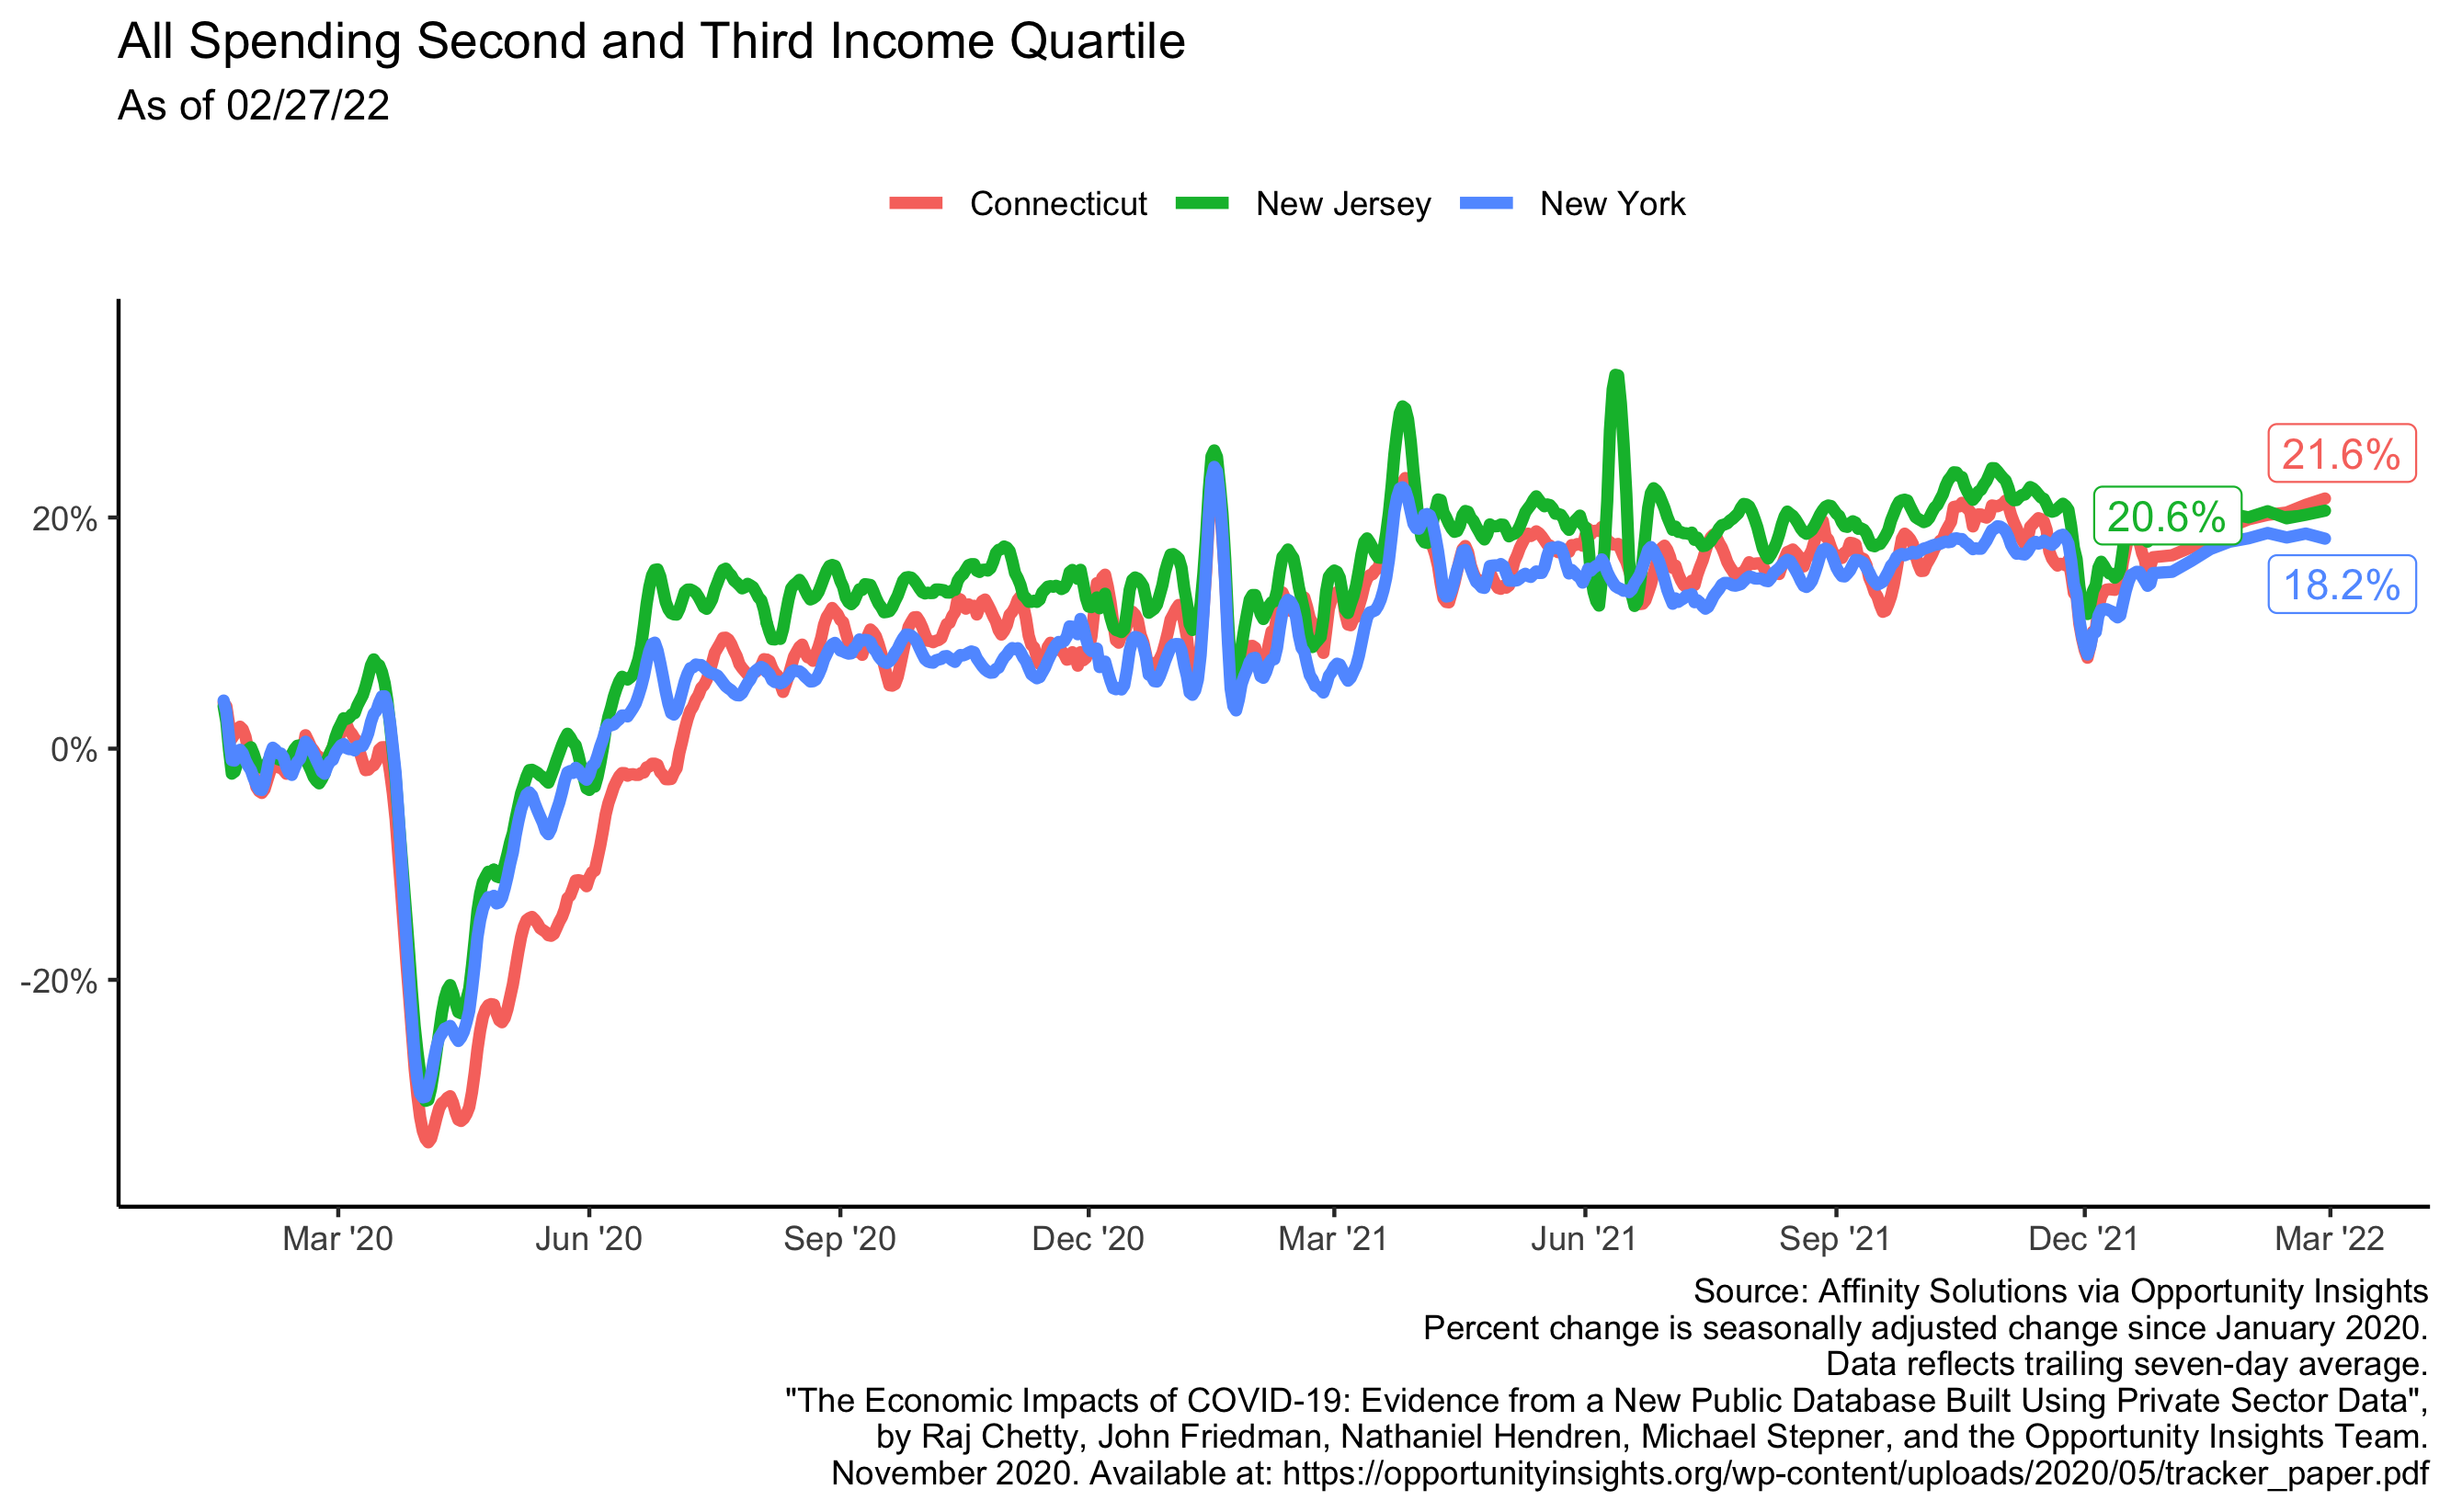 All Spending Second and Third Income Quartile
As of 02/27/22
Connecticut New Jersey New York
21.6%
20.6%
18.2%
20%
0%
-20%
Mar '20 Jun '20 Sep '20 Dec '20 Mar '21 Jun '21 Sep '21 Dec '21 Mar '22
Source: Affinity Solutions via Opportunity Insights
Percent change is seasonally adjusted change since January 2020.
Data reflects trailing seven-day average.
"The Economic Impacts of COVID-19: Evidence from a New Public Database Built Using Private Sector Data",
by Raj Chetty, John Friedman, Nathaniel Hendren, Michael Stepner, and the Opportunity Insights Team.
November 2020. Available at: https://opportunityinsights.org/wp-content/uploads/2020/05/tracker_paper.pdf